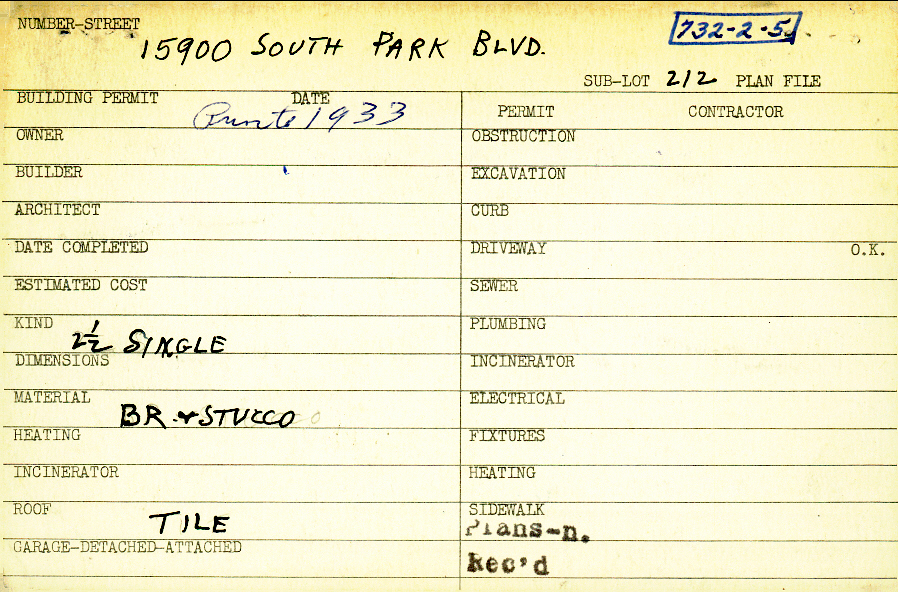 NUMBER-STREET
15900 SOUTH PARK BLVD.
732-2-5
SUB-LOT 212 PLAN FILE
BUILDING PERMIT DATE
1933
OWNER
BUILDER
ARCHITECT
DATE COMPLETED
ESTIMATED COST
KIND
2½ SINGLE
DIMENSIONS
MATERIAL
BR. & STUCCO
HEATING
INCINERATOR
ROOF
TILE
GARAGE-DETACHED-ATTACHED
PERMIT CONTRACTOR
OBSTRUCTION
EXCAVATION
CURB
DRIVEWAY O.K.
SEWER
PLUMBING
INCINERATOR
ELECTRICAL
FIXTURES
HEATING
SIDEWALK
Plans-n.
Rec'd